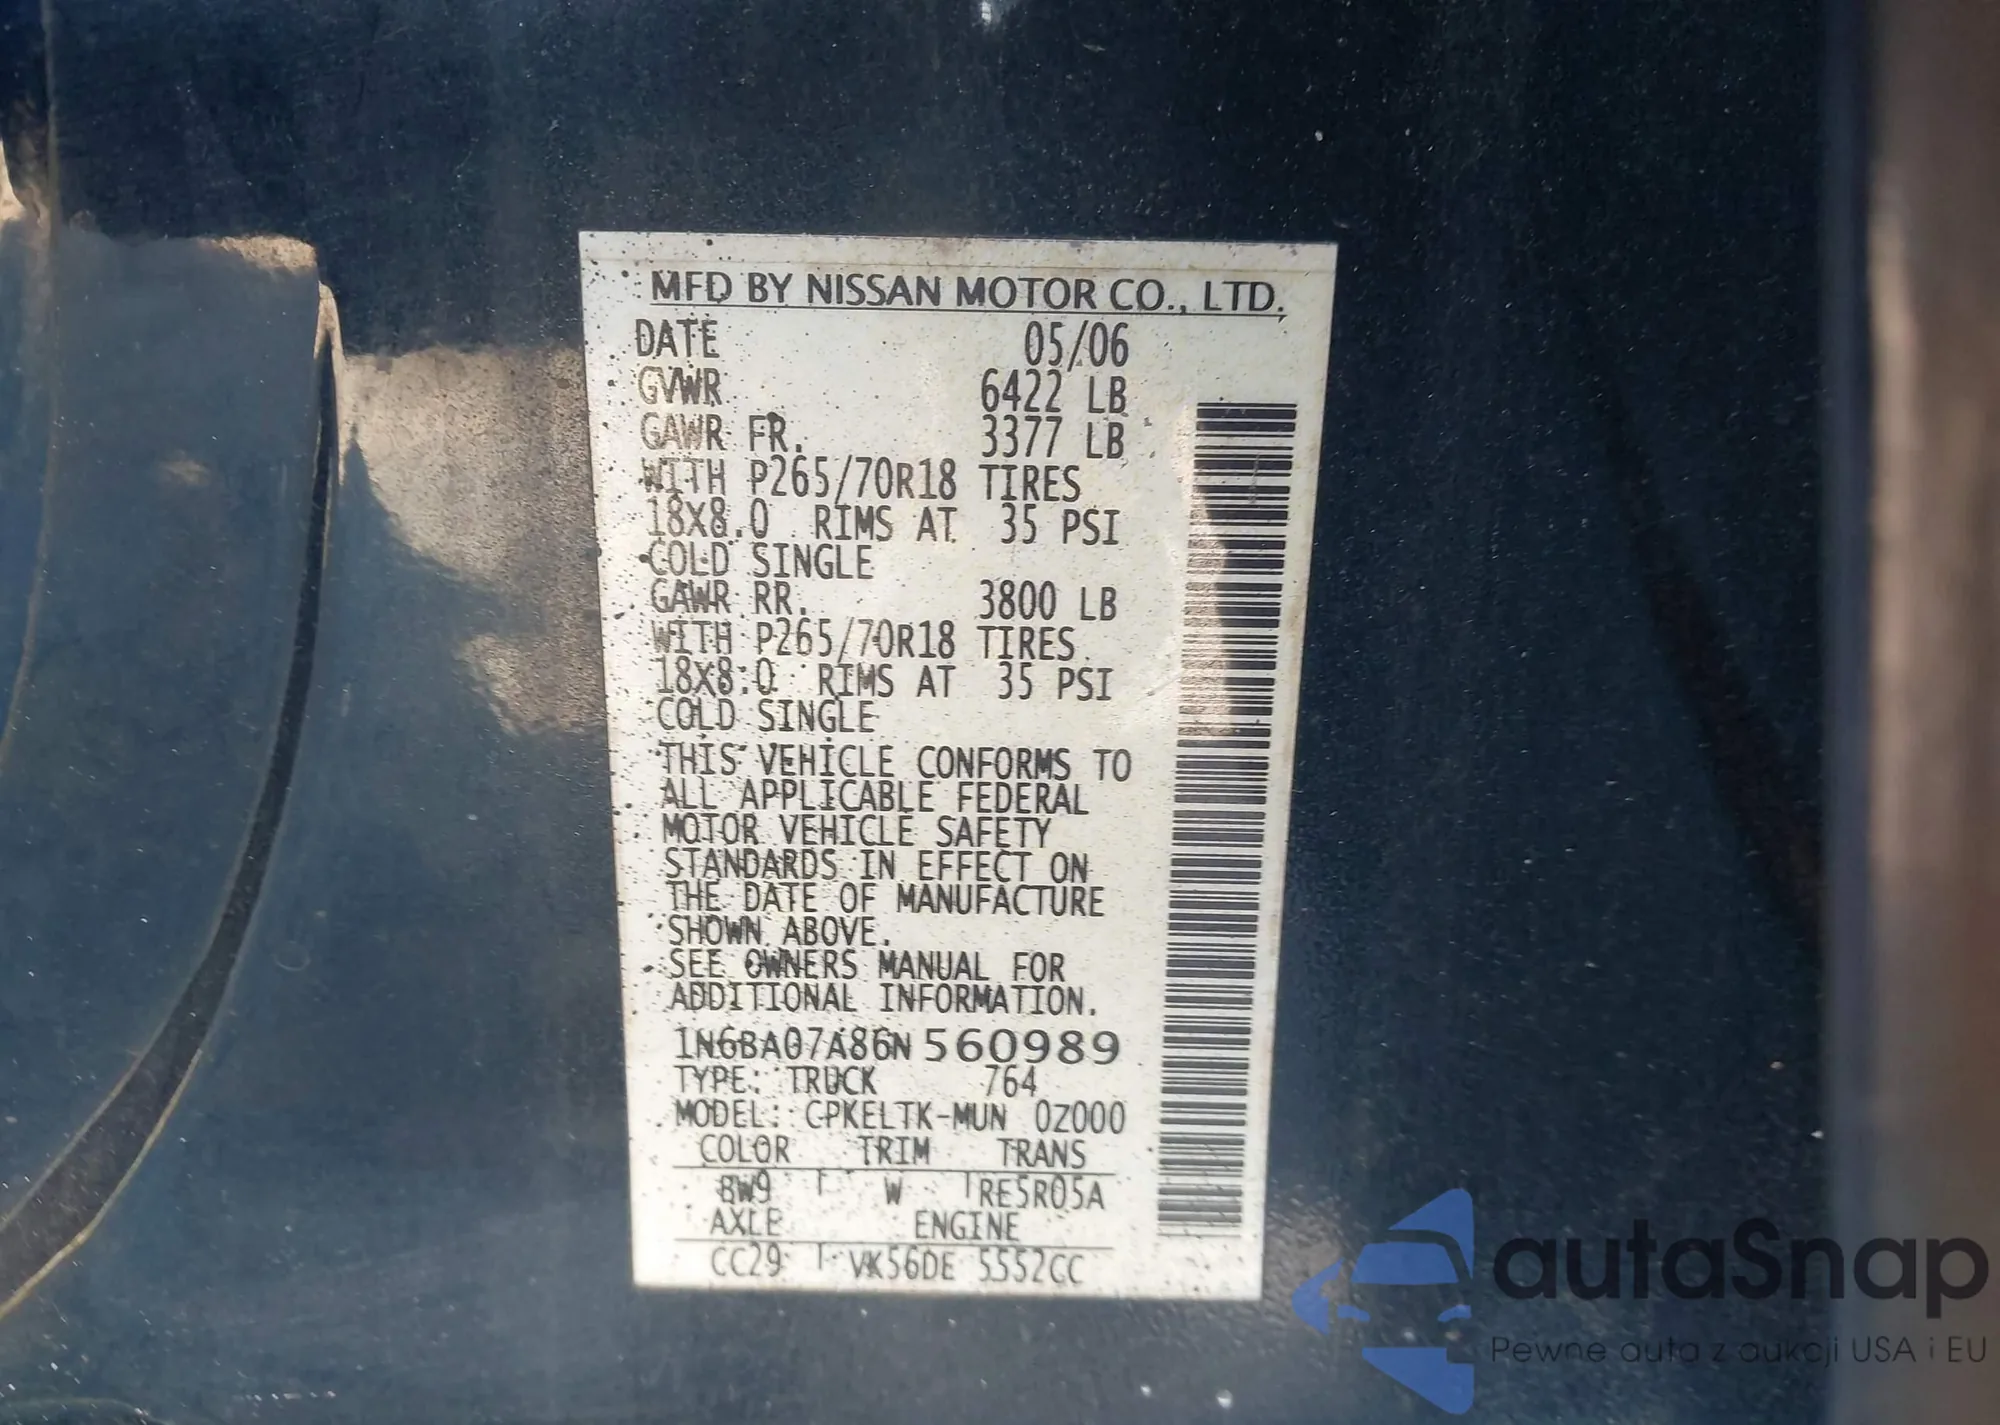 MFD BY NISSAN MOTOR CO., LTD.
DATE 05/06
GVWR 6422 LB
GAWR FR. 3377 LB
WITH P265/70R18 TIRES
18X8.0 RIMS AT 35 PSI
COLD SINGLE
GAWR RR. 3800 LB
WITH P265/70R18 TIRES
18X8.0 RIMS AT 35 PSI
COLD SINGLE
THIS VEHICLE CONFORMS TO
ALL APPLICABLE FEDERAL
MOTOR VEHICLE SAFETY
STANDARDS IN EFFECT ON
THE DATE OF MANUFACTURE
SHOWN ABOVE.
SEE OWNERS MANUAL FOR
ADDITIONAL INFORMATION.
1N6BA07A86N560989
TYPE: TRUCK 764
MODEL: CPKELTK-MUN 0Z000
COLOR TRIM TRANS
BW9 W RE5R05A
AXLE ENGINE
CC29 VK56DE 5552CC
autaSnap
Pewne auta z aukcji USA i EU